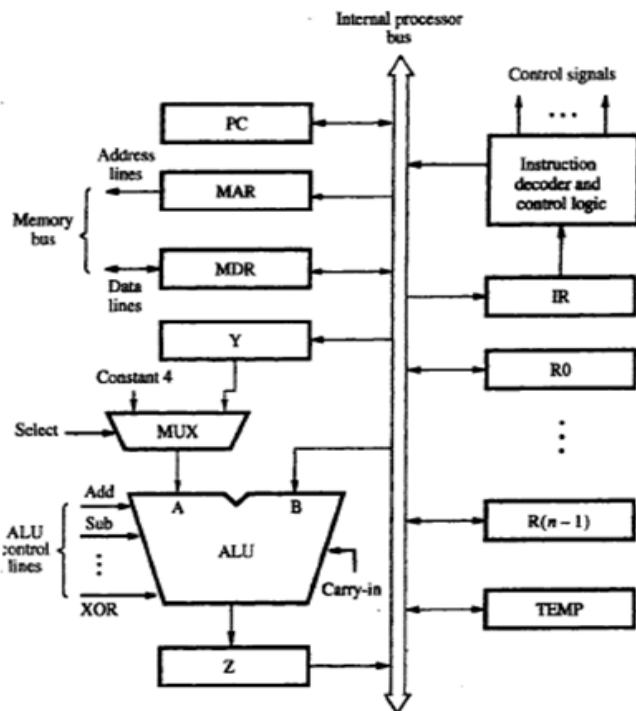 Internal processor
bus
Control signals
...
PC
Address
lines
MAR
Instruction
decoder and
control logic
Memory
bus
MDR
Data
lines
IR
Y
R0
Constant 4
Select
MUX
Add
A
B
R(n − 1)
ALU
control
lines
Sub
ALU
Carry-in
XOR
TEMP
Z